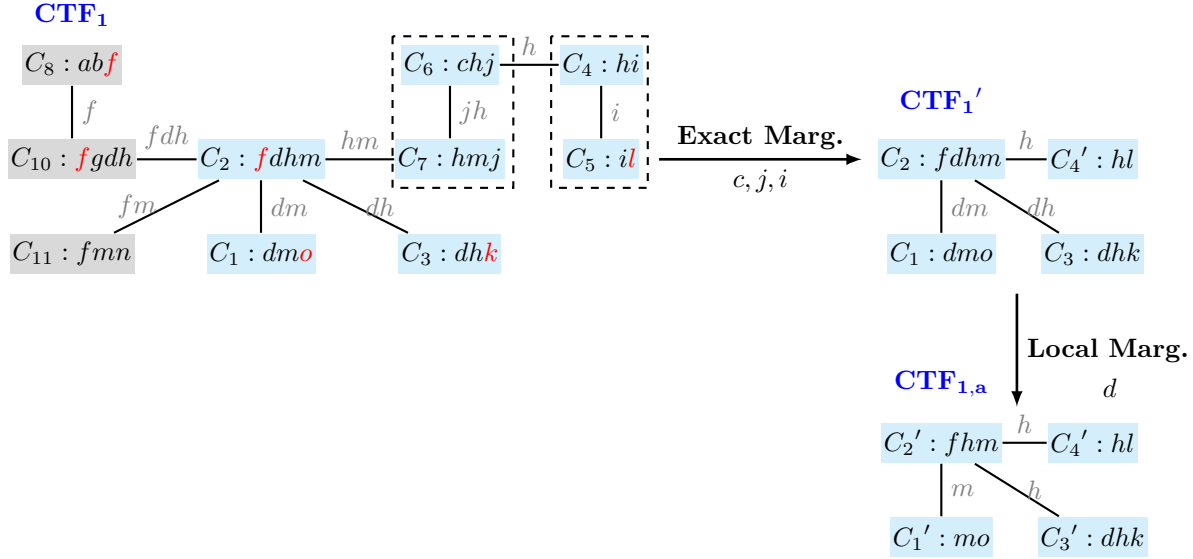 CTF₁
C₈ : abf
f
C₁₀ : fgdh
fdh
C₂ : fdhm
hm
C₆ : chj
h
C₄ : hi
jh
i
C₇ : hmj
C₅ : il
fm
dm
dh
C₁₁ : fmn
C₁ : dmo
C₃ : dhk
Exact Marg.
c, j, i
CTF₁'
C₂ : fdhm
h
C₄' : hl
dm
dh
C₁ : dmo
C₃ : dhk
Local Marg.
d
CTF₁,ₐ
C₂' : fhm
h
C₄' : hl
m
h
C₁' : mo
C₃' : dhk